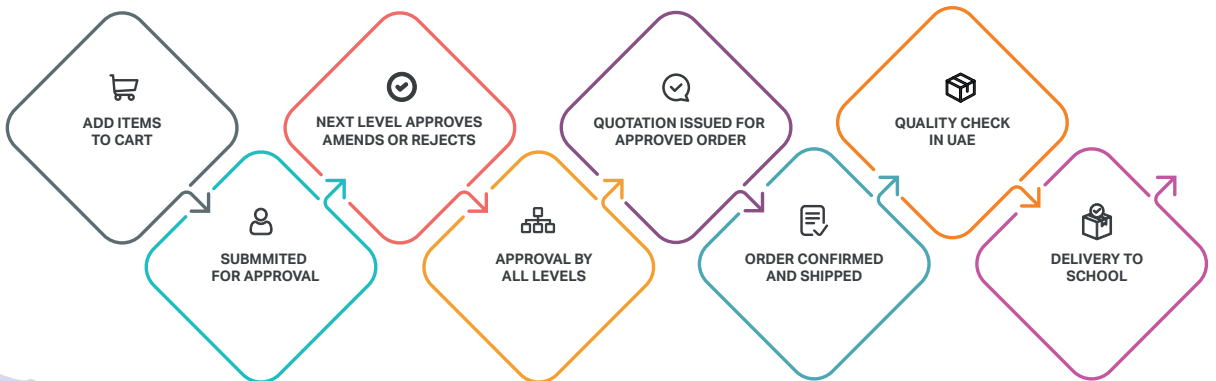 ADD ITEMS
TO CART
SUBMMITED
FOR APPROVAL
NEXT LEVEL APPROVES
AMENDS OR REJECTS
APPROVAL BY
ALL LEVELS
QUOTATION ISSUED FOR
APPROVED ORDER
ORDER CONFIRMED
AND SHIPPED
QUALITY CHECK
IN UAE
DELIVERY TO
SCHOOL